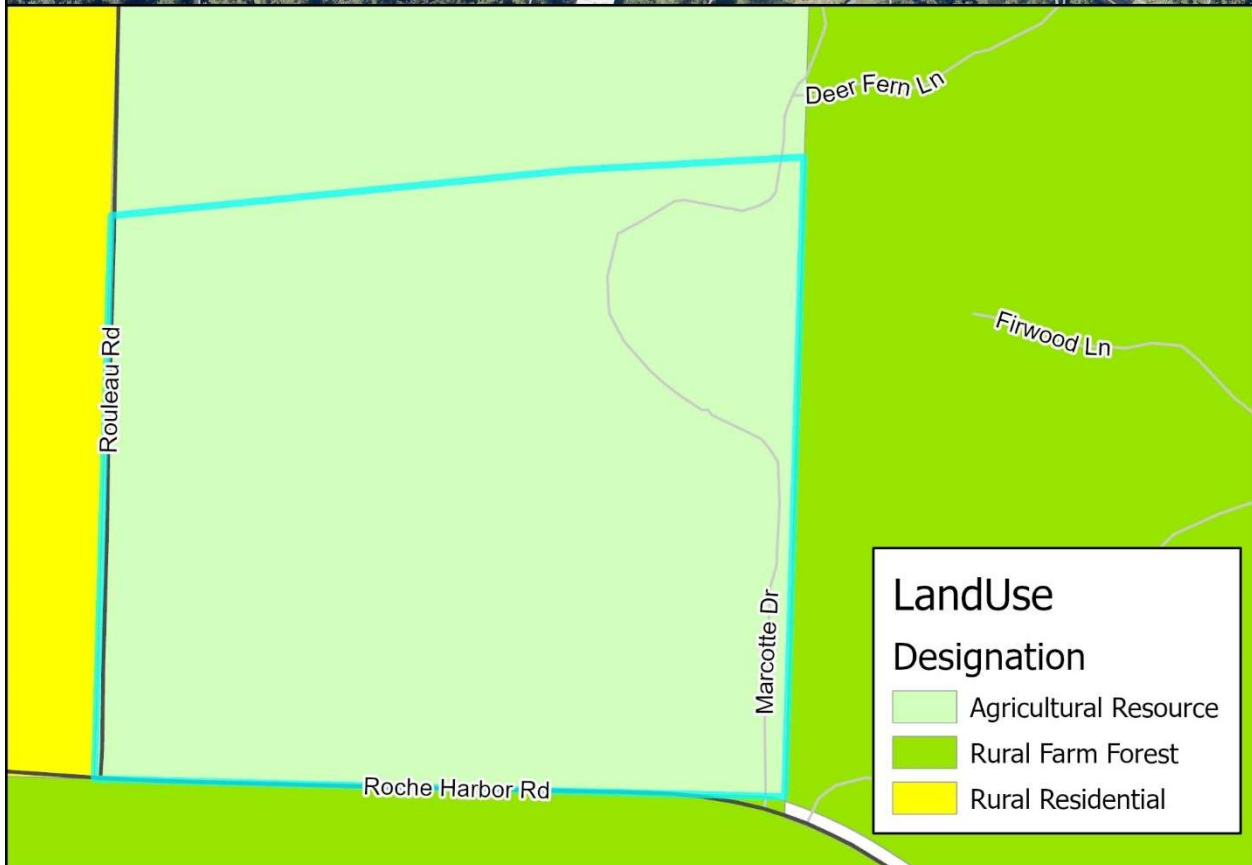 Deer Fern Ln
Firwood Ln
Rouleau Rd
Marcotte Dr
Roche Harbor Rd
LandUse
Designation
Agricultural Resource
Rural Farm Forest
Rural Residential